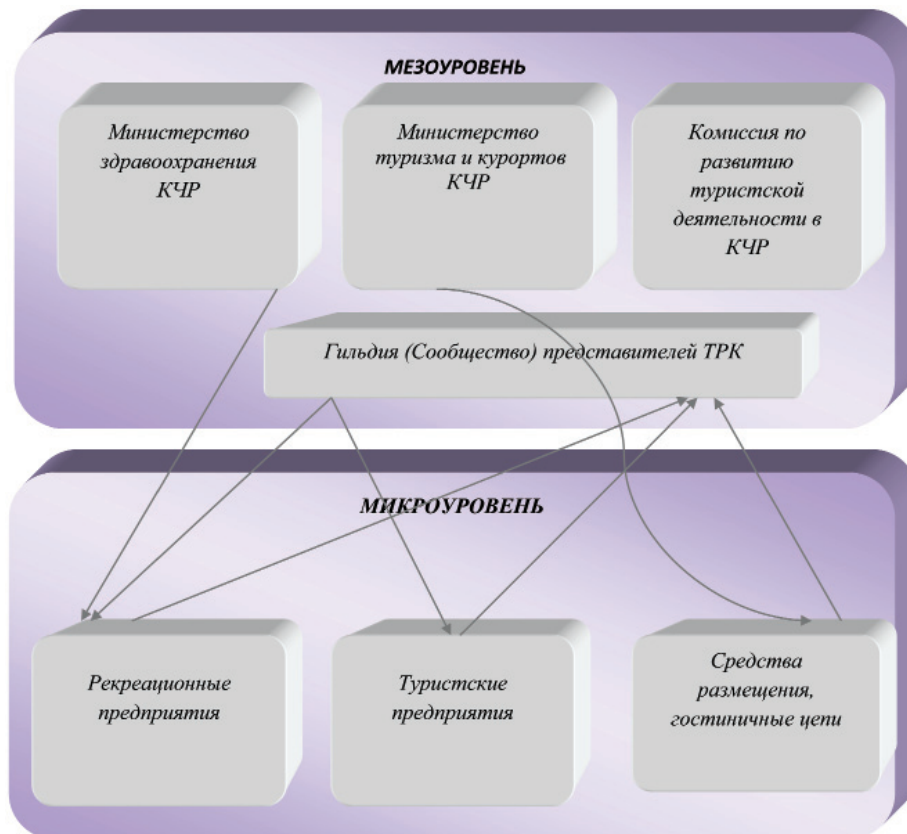 МЕЗОУРОВЕНЬ
Министерство
здравоохранения
КЧР
Министерство
туризма и курортов
КЧР
Комиссия по
развитию
туристской
деятельности в
КЧР
Гильдия (Сообщество) представителей ТРК
МИКРОУРОВЕНЬ
Рекреационные
предприятия
Туристские
предприятия
Средства
размещения,
гостиничные цепи